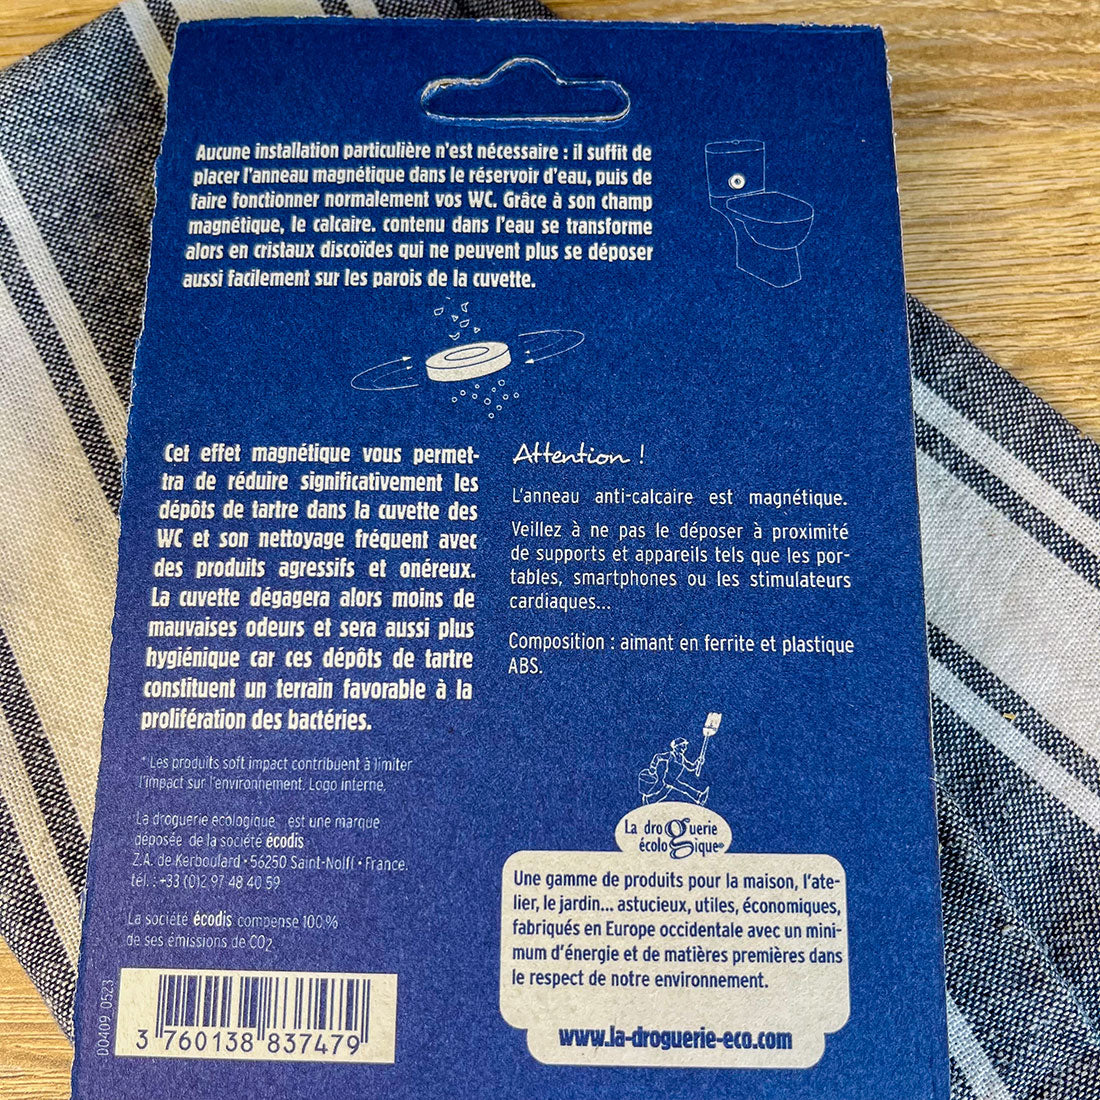 Aucune installation particulière n'est nécessaire : il suffit de
placer l'anneau magnétique dans le réservoir d'eau, puis de
faire fonctionner normalement vos WC. Grâce à son champ
magnétique, le calcaire. contenu dans l'eau se transforme
alors en cristaux discoïdes qui ne peuvent plus se déposer
aussi facilement sur les parois de la cuvette.
Cet effet magnétique vous permet-
tra de réduire significativement les
dépôts de tartre dans la cuvette des
WC et son nettoyage fréquent avec
des produits agressifs et onéreux.
La cuvette dégagera alors moins de
mauvaises odeurs et sera aussi plus
hygiénique car ces dépôts de tartre
constituent un terrain favorable à la
prolifération des bactéries.
* Les produits soft impact contribuent à limiter
l'impact sur l'environnement. Logo interne.
La droguerie écologique est une marque
déposée de la société écodis
Z.A. de Kerboulard • 56250 Saint-Nolff • France.
tél. : +33 (0)2 97 48 40 59
La société écodis compense 100 %
de ses émissions de CO2
00409_0523
3 760138 837479
Attention !
L'anneau anti-calcaire est magnétique.
Veillez à ne pas le déposer à proximité
de supports et appareils tels que les por-
tables, smartphones ou les stimulateurs
cardiaques...
Composition : aimant en ferrite et plastique
ABS.
La droguerie
écologique®
Une gamme de produits pour la maison, l'ate-
lier, le jardin... astucieux, utiles, économiques,
fabriqués en Europe occidentale avec un mini-
mum d'énergie et de matières premières dans
le respect de notre environnement.
www.la-droguerie-eco.com